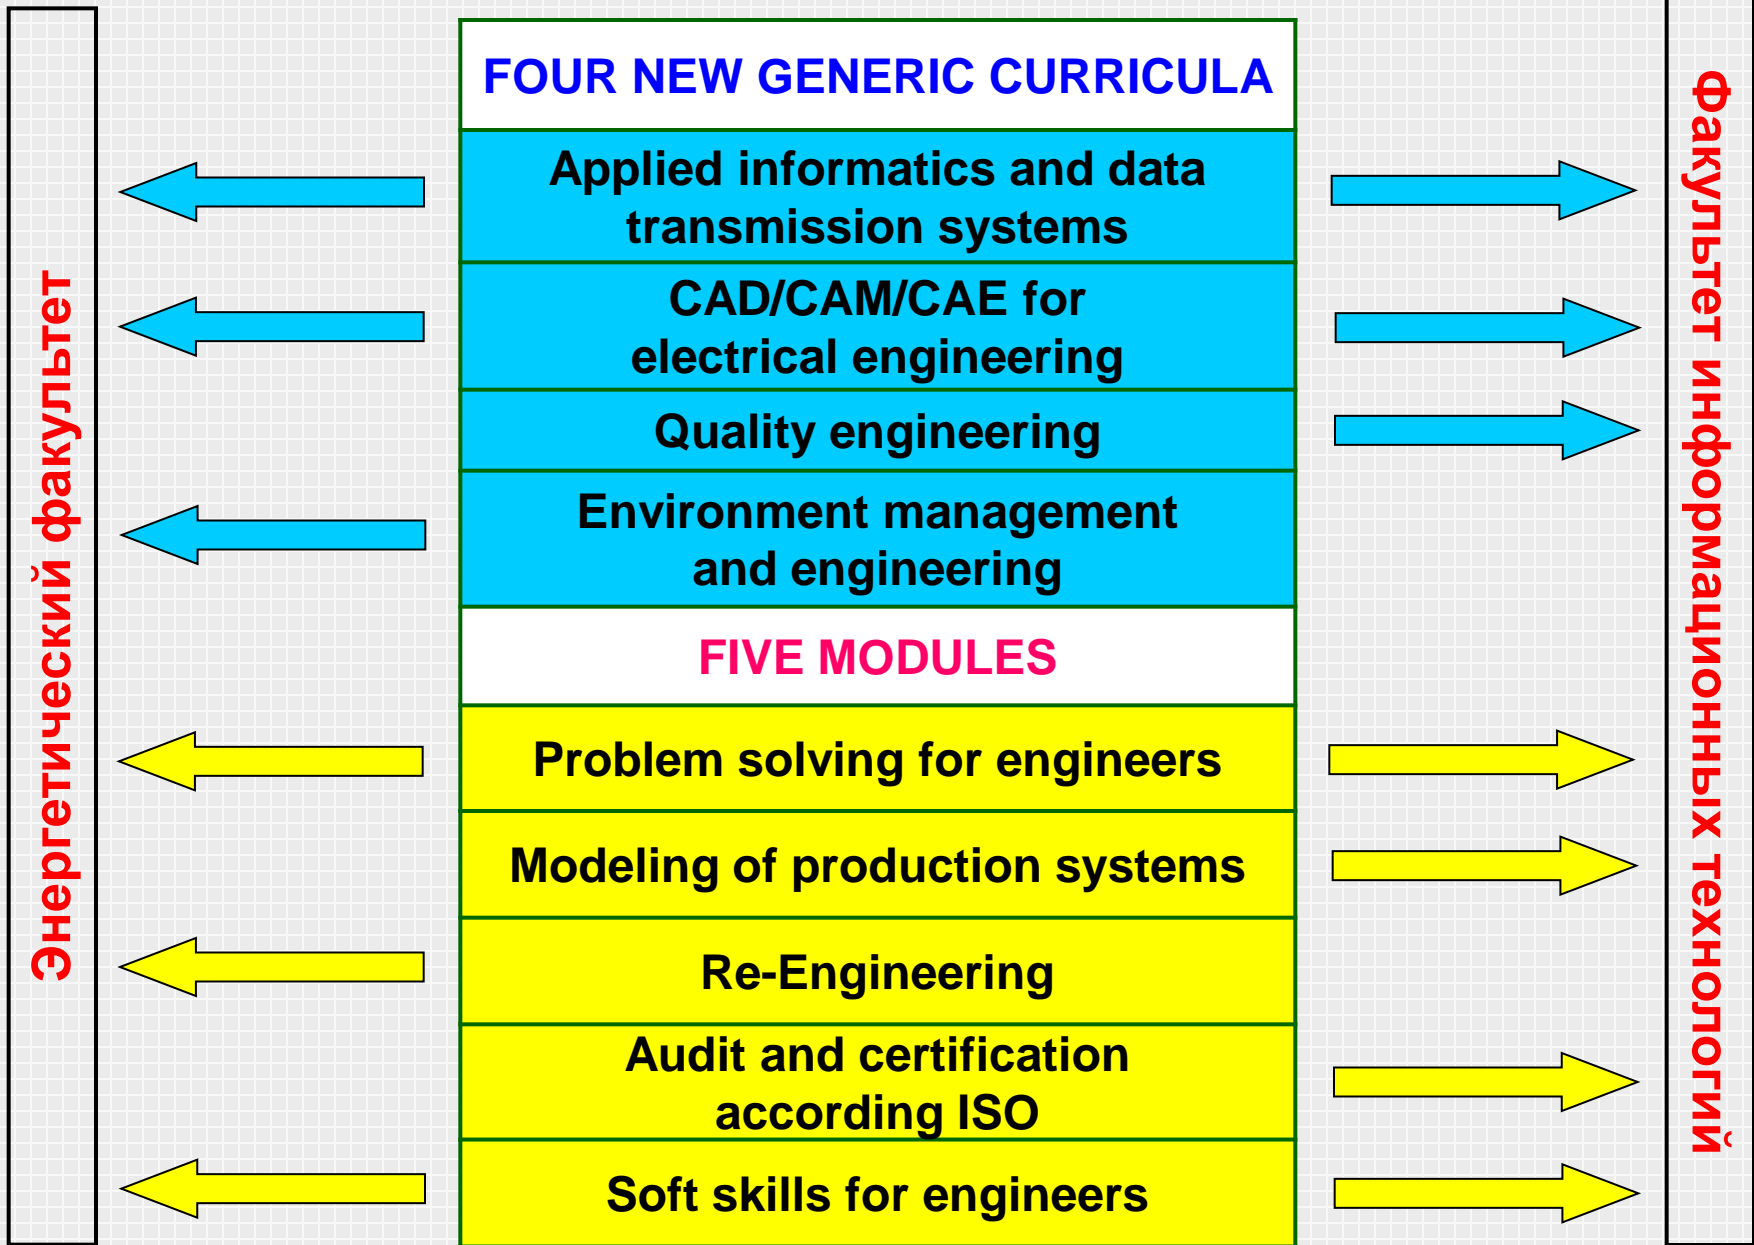 Энергетический факультет
FOUR NEW GENERIC CURRICULA
Applied informatics and data
transmission systems
CAD/CAM/CAE for
electrical engineering
Quality engineering
Environment management
and engineering
FIVE MODULES
Problem solving for engineers
Modeling of production systems
Re-Engineering
Audit and certification
according ISO
Soft skills for engineers
Факультет информационных технологий